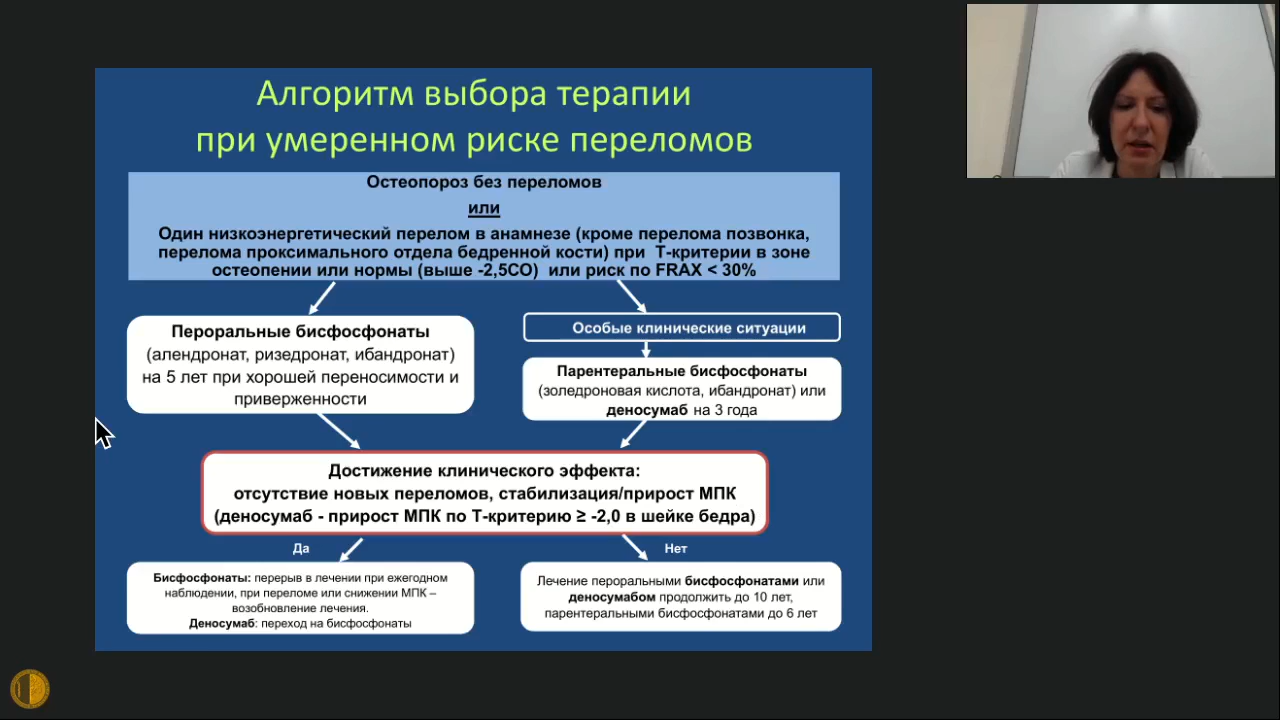 Алгоритм выбора терапии
при умеренном риске переломов
Остеопороз без переломов
или
Один низкоэнергетический перелом в анамнезе (кроме перелома позвонка,
перелома проксимального отдела бедренной кости) при Т-критерии в зоне
остеопении или нормы (выше -2,5СО) или риск по FRAX < 30%
Пероральные бисфосфонаты
(алендронат, ризедронат, ибандронат)
на 5 лет при хорошей переносимости и
приверженности
Особые клинические ситуации
Парентеральные бисфосфонаты
(золедроновая кислота, ибандронат) или
деносумаб на 3 года
Достижение клинического эффекта:
отсутствие новых переломов, стабилизация/прирост МПК
(деносумаб - прирост МПК по Т-критерию ≥ -2,0 в шейке бедра)
Да
Нет
Бисфосфонаты: перерыв в лечении при ежегодном
наблюдении, при переломе или снижении МПК –
возобновление лечения.
Деносумаб: переход на бисфосфонаты
Лечение пероральными бисфосфонатами или
деносумабом продолжить до 10 лет,
парентеральными бисфосфонатами до 6 лет